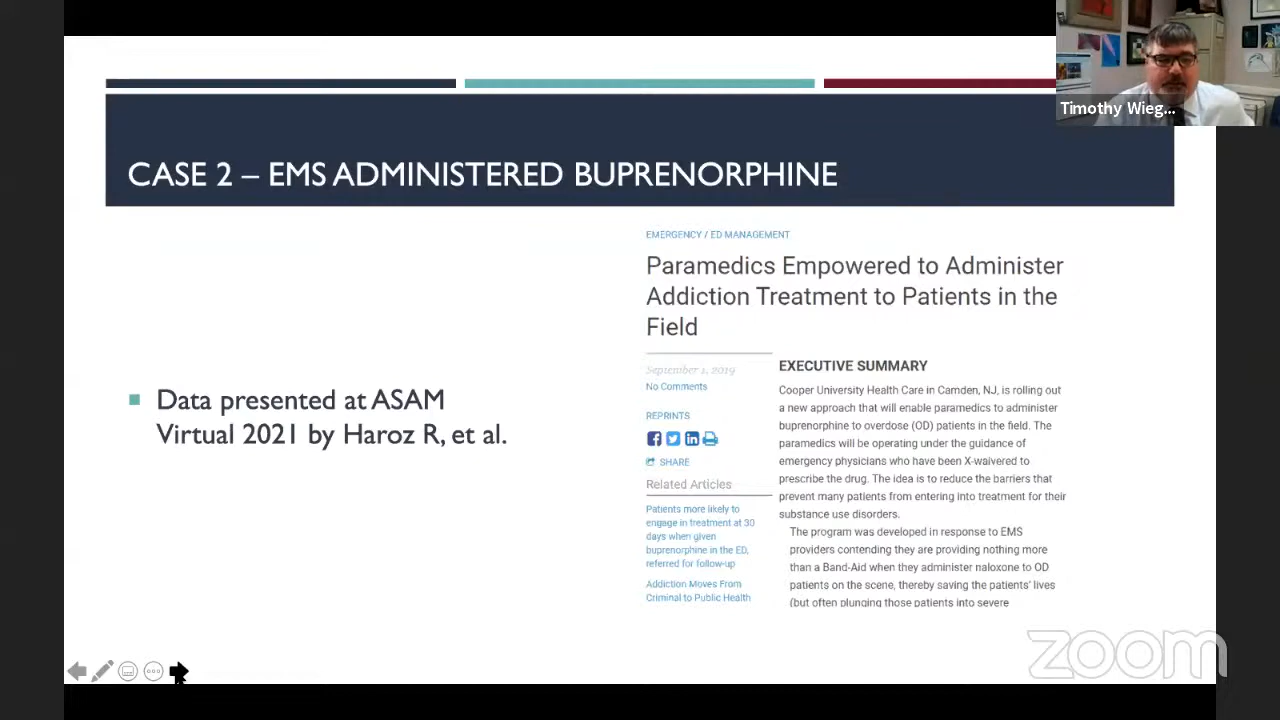 Timothy Wieg...
CASE 2 – EMS ADMINISTERED BUPRENORPHINE
Data presented at ASAM
Virtual 2021 by Haroz R, et al.
EMERGENCY / ED MANAGEMENT
Paramedics Empowered to Administer
Addiction Treatment to Patients in the
Field
September 1, 2019
No Comments
REPRINTS
SHARE
Related Articles
Patients more likely to
engage in treatment at 30
days when given
buprenorphine in the ED,
referred for follow-up
Addiction Moves From
Criminal to Public Health
EXECUTIVE SUMMARY
Cooper University Health Care in Camden, NJ, is rolling out
a new approach that will enable paramedics to administer
buprenorphine to overdose (OD) patients in the field. The
paramedics will be operating under the guidance of
emergency physicians who have been X-waivered to
prescribe the drug. The idea is to reduce the barriers that
prevent many patients from entering into treatment for their
substance use disorders.
The program was developed in response to EMS
providers contending they are providing nothing more
than a Band-Aid when they administer naloxone to OD
patients on the scene, thereby saving the patients' lives
(but often plunging those patients into severe
zoom